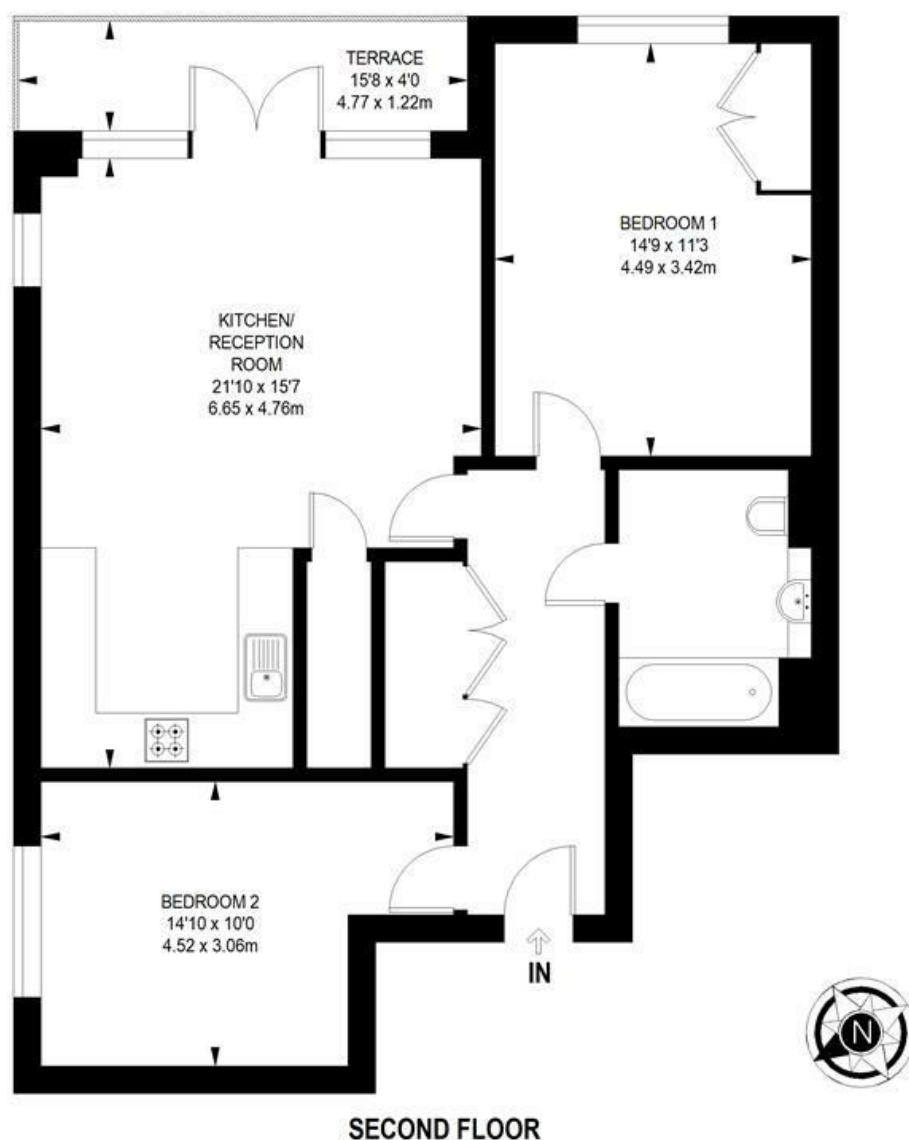 TERRACE
15'8 x 4'0
4.77 x 1.22m
BEDROOM 1
14'9 x 11'3
4.49 x 3.42m
KITCHEN/
RECEPTION
ROOM
21'10 x 15'7
6.65 x 4.76m
BEDROOM 2
14'10 x 10'0
4.52 x 3.06m
IN
N
SECOND FLOOR